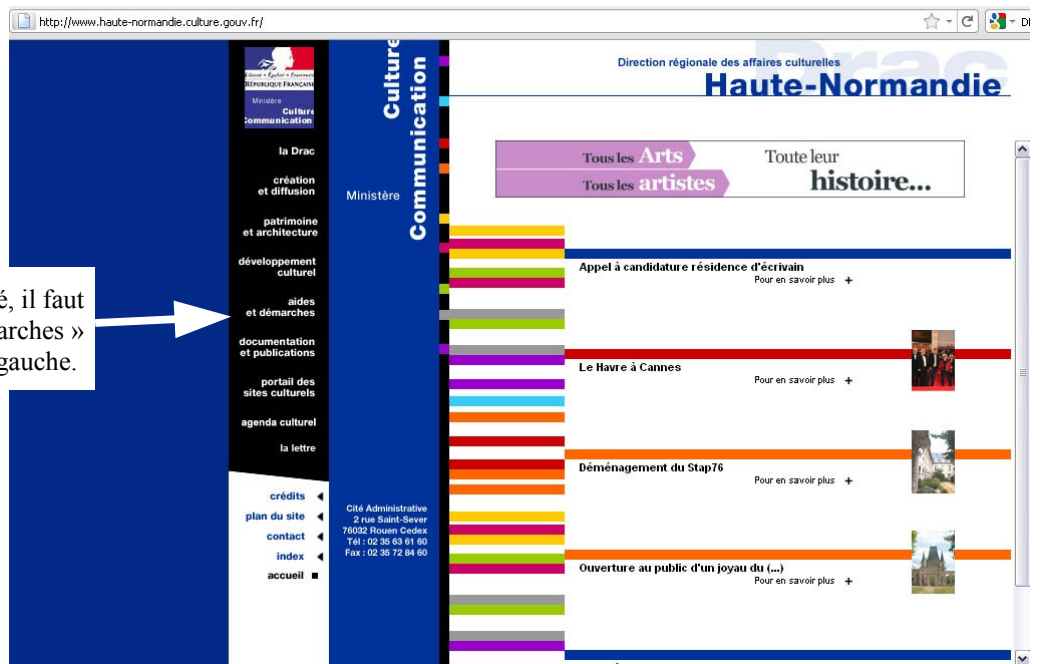 http://www.haute-normandie.culture.gouv.fr/
Liberté • Égalité • Fraternité
RÉPUBLIQUE FRANÇAISE
Ministère
Culture
Communication
la Drac
création
et diffusion
patrimoine
et architecture
développement
culturel
aides
et démarches
documentation
et publications
portail des
sites culturels
agenda culturel
la lettre
crédits
plan du site
contact
index
accueil
é, il faut
arches »
gauche.
Culture
Communication
Ministère
Cité Administrative
2 rue Saint-Sever
76032 Rouen Cedex
Tél : 02 35 63 61 60
Fax : 02 35 72 84 60
Drac
Direction régionale des affaires culturelles
Haute-Normandie
Tous les Arts
Tous les artistes
Toute leur
histoire...
Appel à candidature résidence d'écrivain
Pour en savoir plus +
Le Havre à Cannes
Pour en savoir plus +
Déménagement du Stap76
Pour en savoir plus +
Ouverture au public d'un joyau du (...)
Pour en savoir plus +